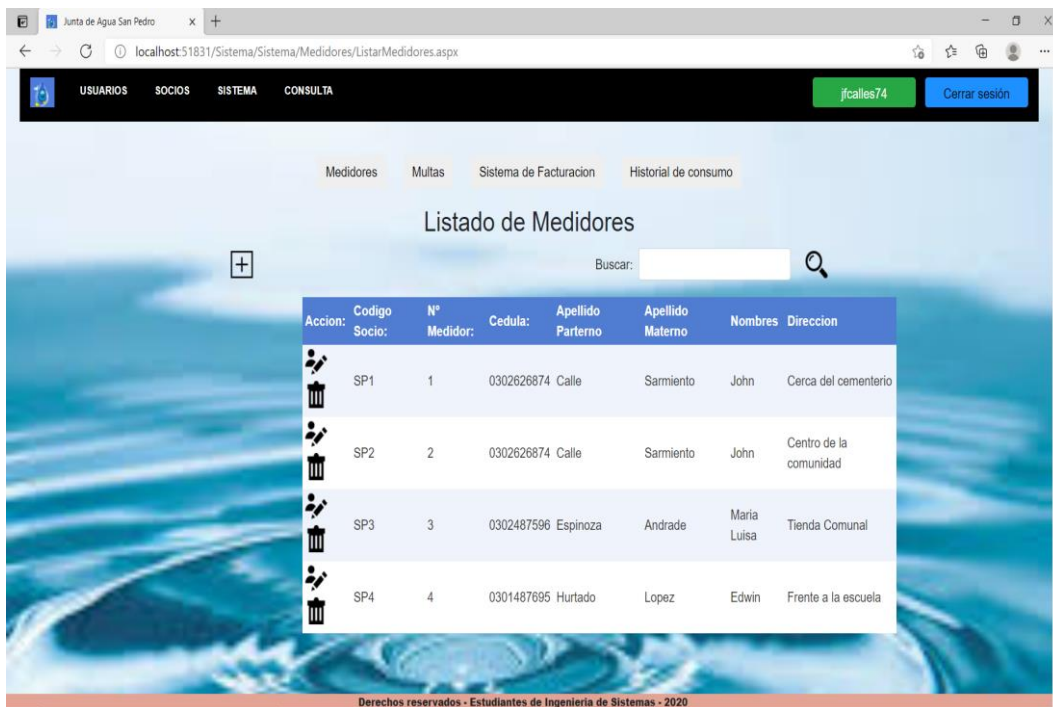 Junta de Agua San Pedro
localhost:51831/Sistema/Sistema/Medidores/ListarMedidores.aspx
USUARIOS SOCIOS SISTEMA CONSULTA jfcalles74 Cerrar sesión
Medidores Multas Sistema de Facturacion Historial de consumo
Listado de Medidores
Buscar:
Accion: Codigo Socio: N° Medidor: Cedula: Apellido Parterno Apellido Materno Nombres Direccion
SP1 1 0302626874 Calle Sarmiento John Cerca del cementerio
SP2 2 0302626874 Calle Sarmiento John Centro de la comunidad
SP3 3 0302487596 Espinoza Andrade Maria Luisa Tienda Comunal
SP4 4 0301487695 Hurtado Lopez Edwin Frente a la escuela
Derechos reservados - Estudiantes de Ingenieria de Sistemas - 2020